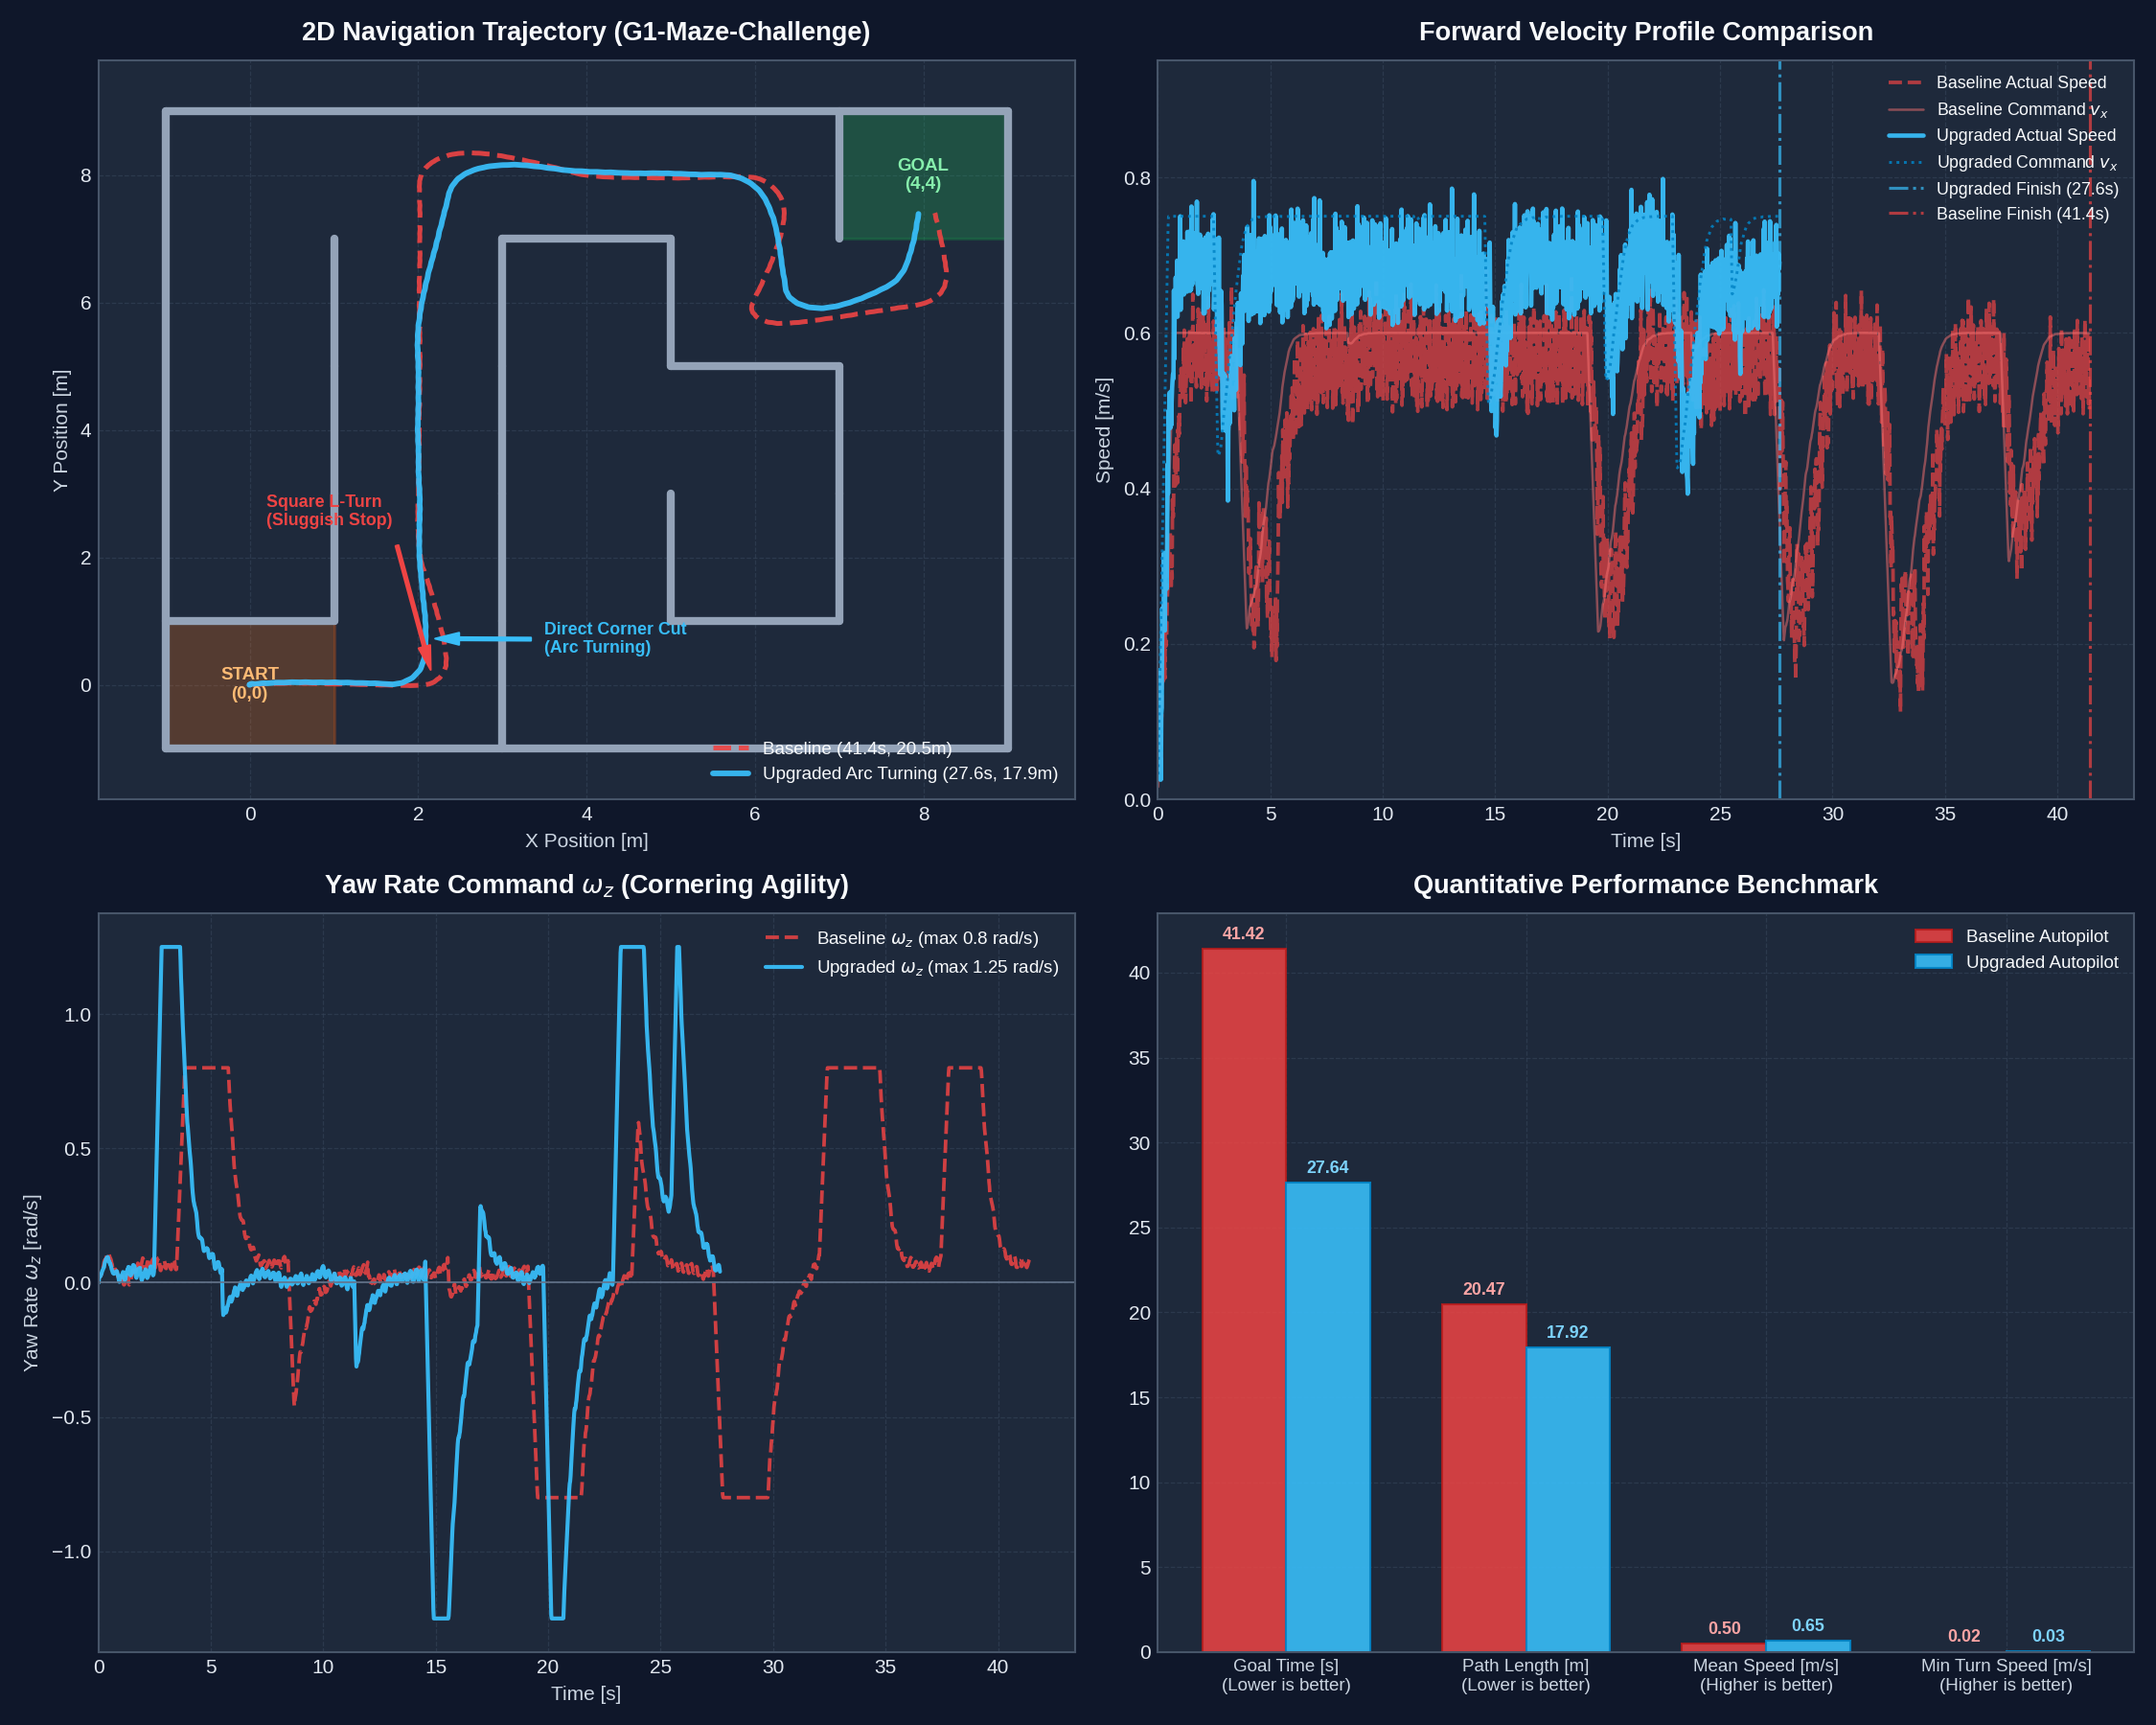 2D Navigation Trajectory (G1-Maze-Challenge)
Y Position [m]
8
6
4
2
0
GOAL
(4,4)
Square L-Turn
(Sluggish Stop)
Direct Corner Cut
(Arc Turning)
START
(0,0)
Baseline (41.4s, 20.5m)
Upgraded Arc Turning (27.6s, 17.9m)
0 2 4 6 8
X Position [m]
Forward Velocity Profile Comparison
Speed [m/s]
0.8
0.6
0.4
0.2
0.0
Baseline Actual Speed
Baseline Command vₓ
Upgraded Actual Speed
Upgraded Command vₓ
Upgraded Finish (27.6s)
Baseline Finish (41.4s)
0 5 10 15 20 25 30 35 40
Time [s]
Yaw Rate Command ω_z (Cornering Agility)
Yaw Rate ω_z [rad/s]
1.0
0.5
0.0
−0.5
−1.0
Baseline ω_z (max 0.8 rad/s)
Upgraded ω_z (max 1.25 rad/s)
0 5 10 15 20 25 30 35 40
Time [s]
Quantitative Performance Benchmark
40
35
30
25
20
15
10
5
0
Baseline Autopilot
Upgraded Autopilot
41.42
27.64
20.47
17.92
0.50
0.65
0.02
0.03
Goal Time [s]
(Lower is better)
Path Length [m]
(Lower is better)
Mean Speed [m/s]
(Higher is better)
Min Turn Speed [m/s]
(Higher is better)